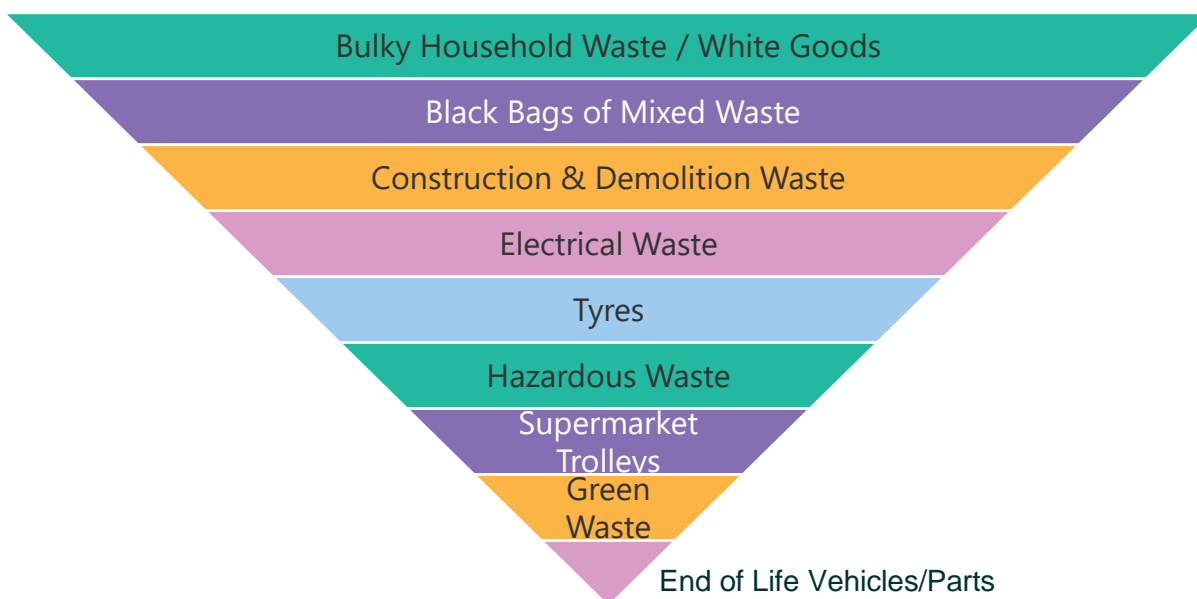 Bulky Household Waste / White Goods
Black Bags of Mixed Waste
Construction & Demolition Waste
Electrical Waste
Tyres
Hazardous Waste
Supermarket
Trolleys
Green
Waste
End of Life Vehicles/Parts